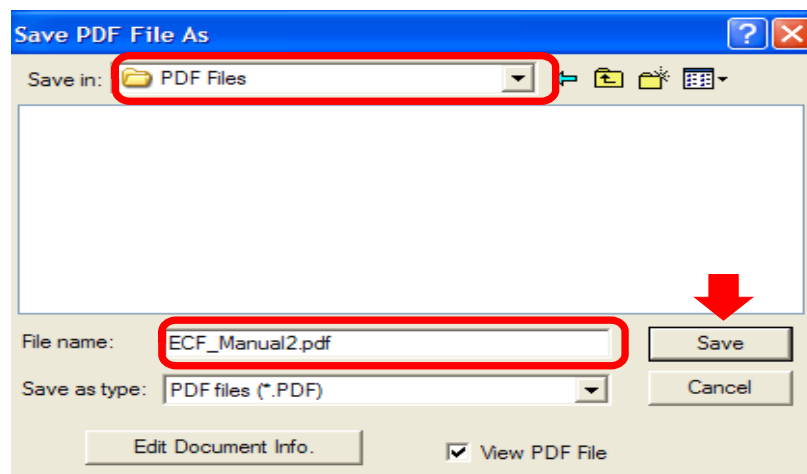 Save PDF File As
Save in: PDF Files
File name: ECF_Manual2.pdf Save
Save as type: PDF files (*.PDF) Cancel
Edit Document Info. View PDF File